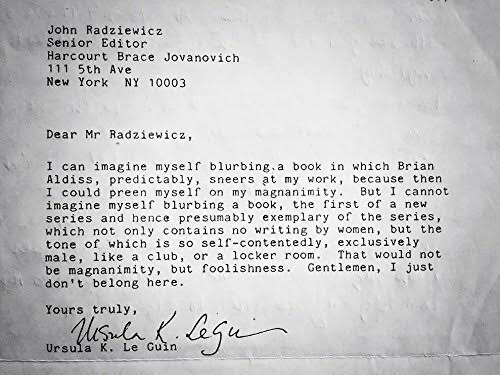 John Radziewicz
Senior Editor
Harcourt Brace Jovanovich
111 5th Ave
New York  NY 10003
Dear Mr Radziewicz,
I can imagine myself blurbing a book in which Brian
Aldiss, predictably, sneers at my work, because then
I could preen myself on my magnanimity.  But I cannot
imagine myself blurbing a book, the first of a new
series and hence presumably exemplary of the series,
which not only contains no writing by women, but the
tone of which is so self-contentedly, exclusively
male, like a club, or a locker room.  That would not
be magnanimity, but foolishness.  Gentlemen, I just
don't belong here.
Yours truly,
Ursula K. LeGuin
Ursula K. Le Guin